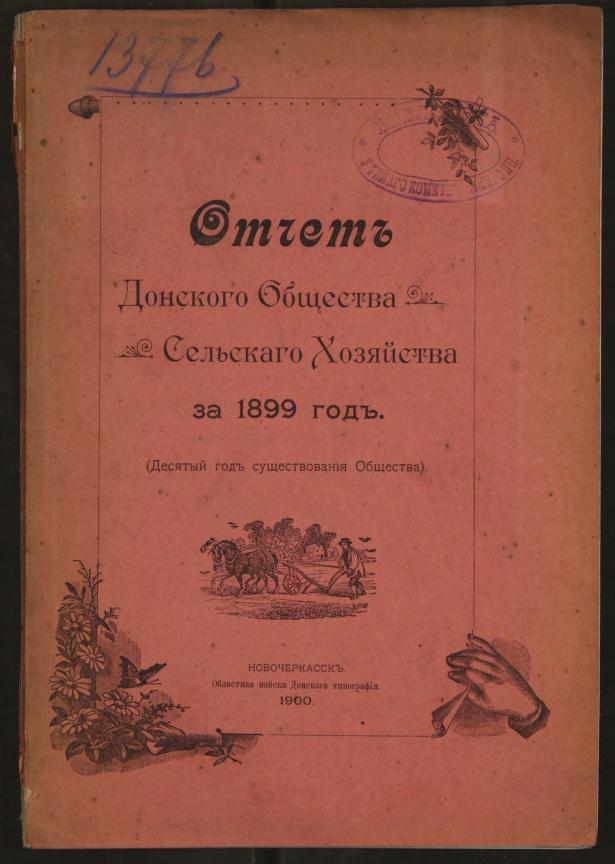 13776
Отчетъ
Донского Общества
Сельскаго Хозяйства
за 1899 годъ.
(Десятый годъ существованія Общества).
НОВОЧЕРКАССКЪ.
Областная войска Донского типографія.
1900.